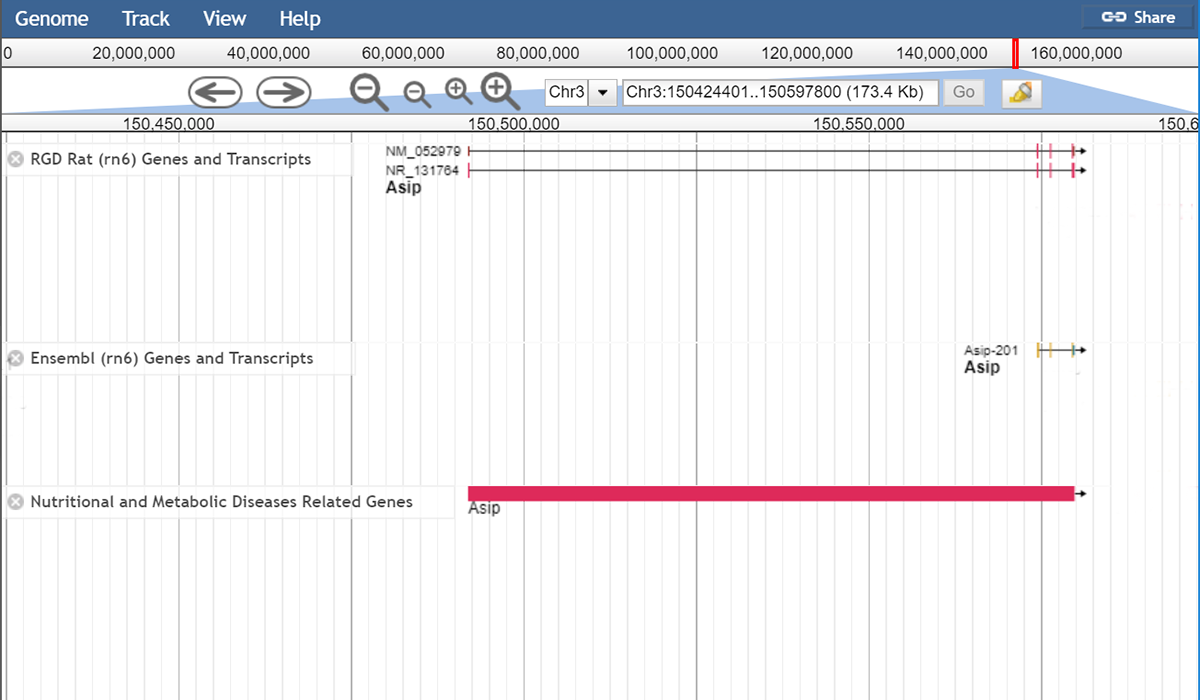 Genome Track View Help Share
0 20,000,000 40,000,000 60,000,000 80,000,000 100,000,000 120,000,000 140,000,000 160,000,000
Chr3 Chr3:150424401..150597800 (173.4 Kb) Go
150,450,000 150,500,000 150,550,000 150,6
RGD Rat (rn6) Genes and Transcripts
NM_052979
NR_131764
Asip
Ensembl (rn6) Genes and Transcripts
Asip-201
Asip
Nutritional and Metabolic Diseases Related Genes
Asip